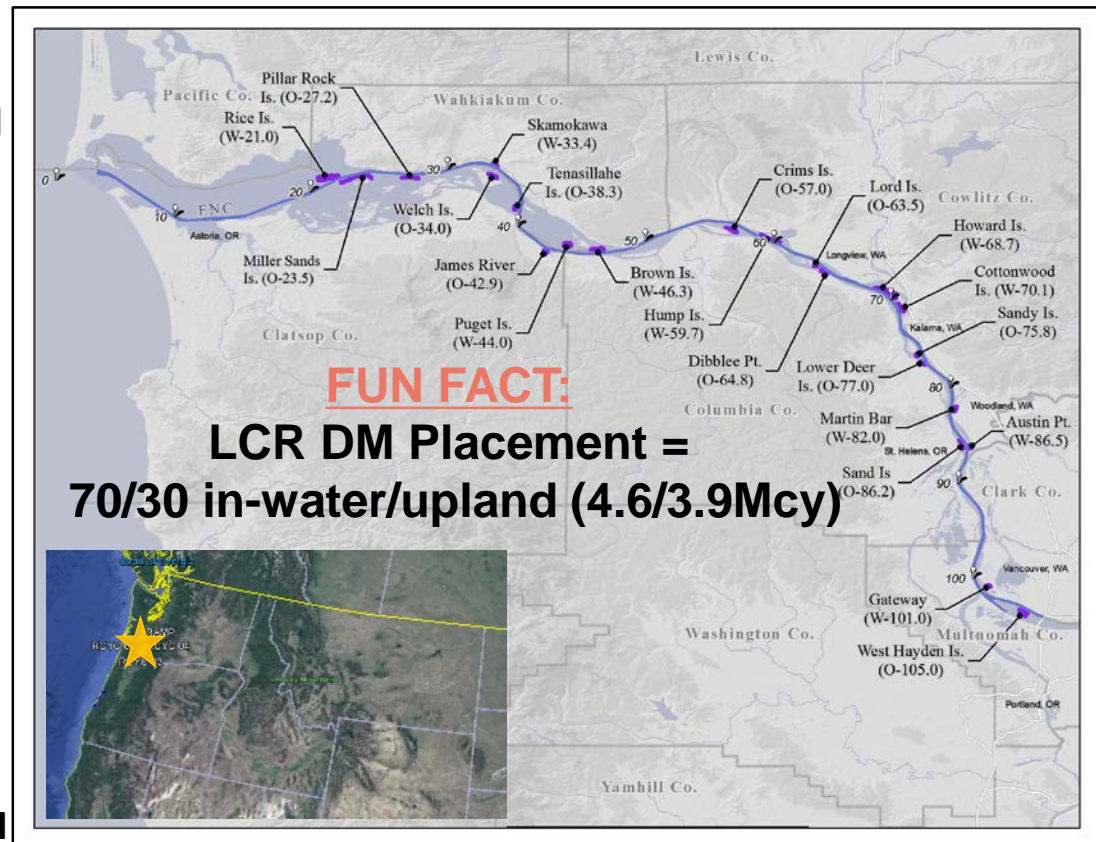 Lewis Co.
Pillar Rock
Is. (O-27.2)
Pacific Co.
Wahkiakum Co.
Rice Is.
(W-21.0)
Skamokawa
(W-33.4)
Tenasillahe
Is. (O-38.3)
Crims Is.
(O-57.0)
Lord Is.
(O-63.5)
Cowlitz Co.
Howard Is.
(W-68.7)
Cottonwood
Is. (W-70.1)
Sandy Is.
(O-75.8)
0
10
20
30
40
50
60
70
80
90
100
FNC
Astoria, OR
Miller Sands
Is. (O-23.5)
Welch Is.
(O-34.0)
James River
(O-42.9)
Puget Is.
(W-44.0)
Brown Is.
(W-46.3)
Hump Is.
(W-59.7)
Longview, WA
Kalama, WA
Dibblee Pt.
(O-64.8)
Lower Deer
Is. (O-77.0)
Clatsop Co.
Columbia Co.
Martin Bar
(W-82.0)
Woodland, WA
Austin Pt.
(W-86.5)
St. Helens, OR
Sand Is
(O-86.2)
Clark Co.
FUN FACT:
LCR DM Placement =
70/30 in-water/upland (4.6/3.9Mcy)
Vancouver, WA
Gateway
(W-101.0)
Washington Co.
Multnomah Co.
West Hayden Is.
(O-105.0)
Portland, OR
Yamhill Co.
Rocky Mountains